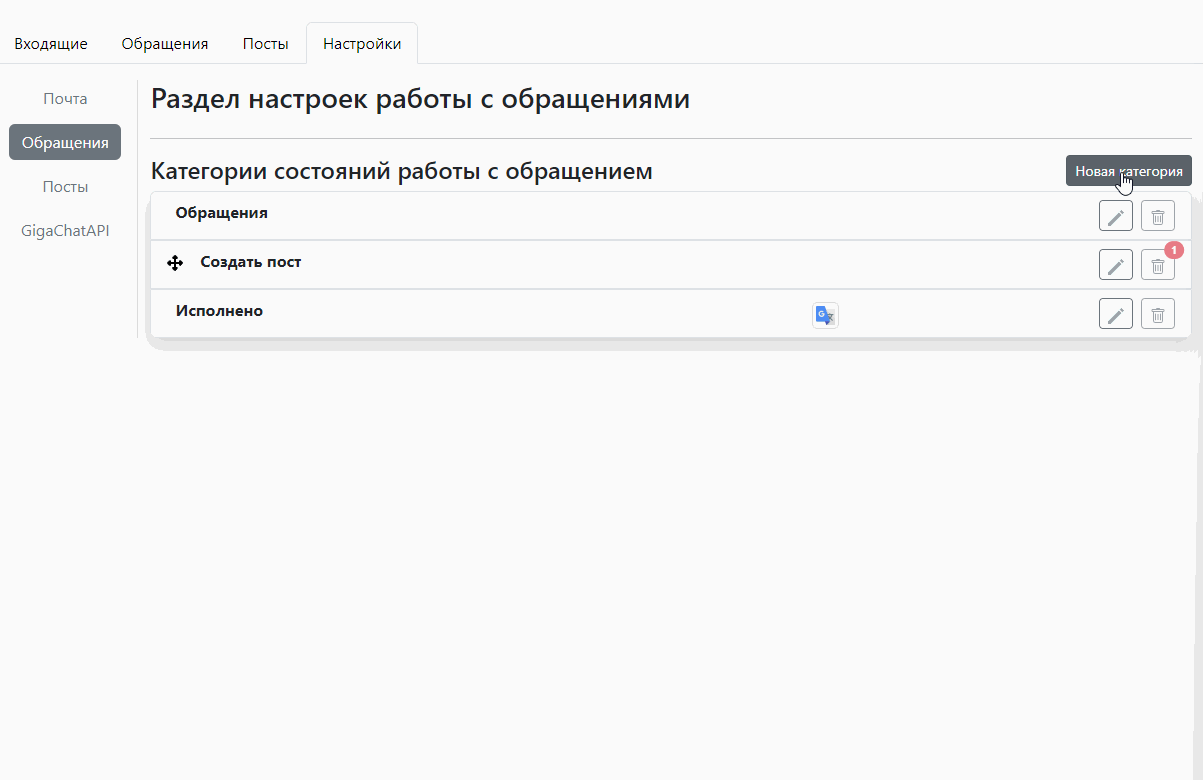 Входящие Обращения Посты Настройки
Почта
Обращения
Посты
GigaChatAPI
Раздел настроек работы с обращениями
Категории состояний работы с обращением
Новая категория
Обращения
Создать пост
1
Исполнено